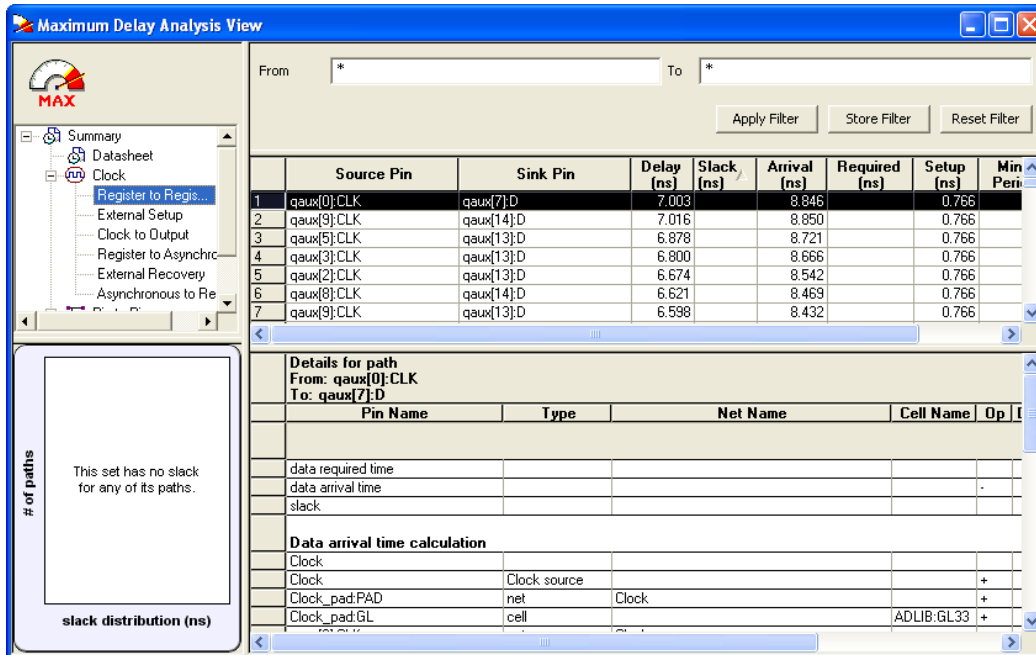 Maximum Delay Analysis View
MAX
Summary
Datasheet
Clock
Register to Regis...
External Setup
Clock to Output
Register to Asynchro
External Recovery
Asynchronous to Re
From * To *
Apply Filter Store Filter Reset Filter
Source Pin Sink Pin Delay (ns) Slack (ns) Arrival (ns) Required (ns) Setup (ns) Min Peri
1 qaux[0]:CLK qaux[7]:D 7.003 8.846 0.766
2 qaux[9]:CLK qaux[14]:D 7.016 8.850 0.766
3 qaux[5]:CLK qaux[13]:D 6.878 8.721 0.766
4 qaux[3]:CLK qaux[13]:D 6.800 8.666 0.766
5 qaux[2]:CLK qaux[13]:D 6.674 8.542 0.766
6 qaux[8]:CLK qaux[14]:D 6.621 8.469 0.766
7 qaux[9]:CLK qaux[13]:D 6.598 8.432 0.766
# of paths
This set has no slack
for any of its paths.
slack distribution (ns)
Details for path
From: qaux[0]:CLK
To: qaux[7]:D
Pin Name Type Net Name Cell Name Op
data required time
data arrival time -
slack
Data arrival time calculation
Clock
Clock Clock source +
Clock_pad:PAD net Clock +
Clock_pad:GL cell ADLIB:GL33 +